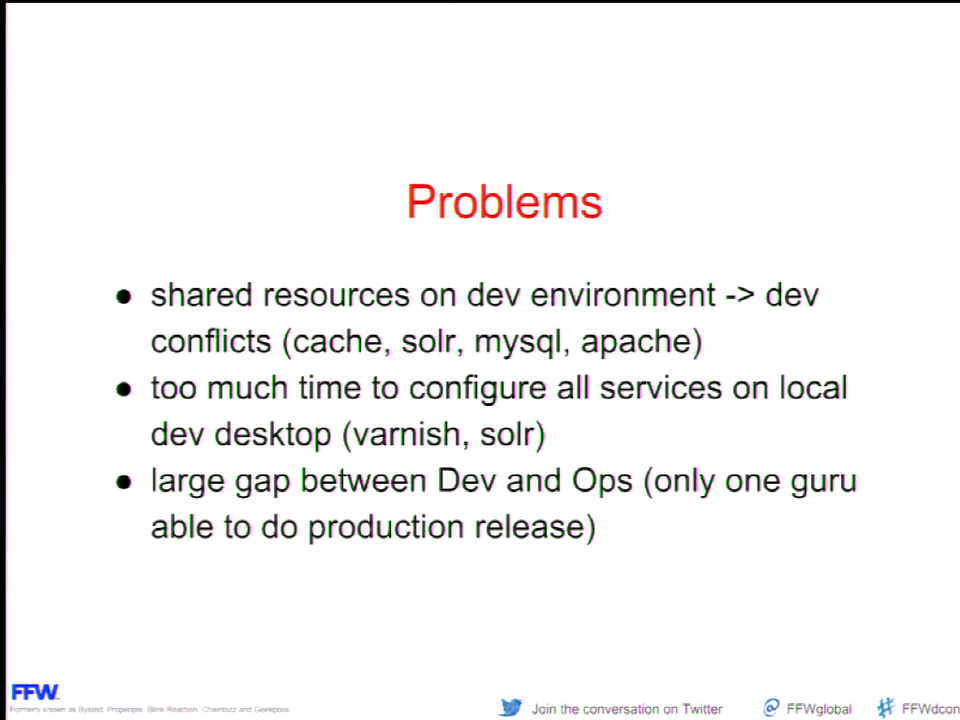 Problems
● shared resources on dev environment -> dev
conflicts (cache, solr, mysql, apache)
● too much time to configure all services on local
dev desktop (varnish, solr)
● large gap between Dev and Ops (only one guru
able to do production release)
FFW
Formerly known as Bysted, Propeople, Blink Reaction, Chainbizz and Geekpolis
Join the conversation on Twitter @ FFWglobal # FFWdcon